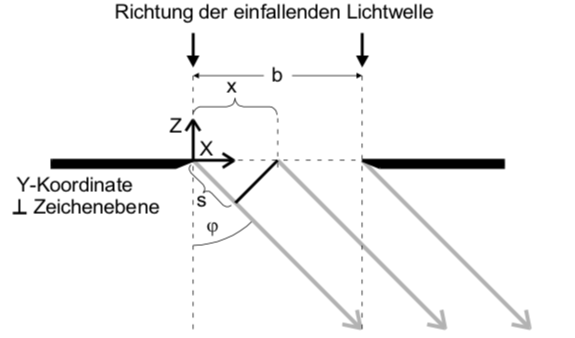 Richtung der einfallenden Lichtwelle
b
x
Z
X
Y-Koordinate
⊥ Zeichenebene
s
φ